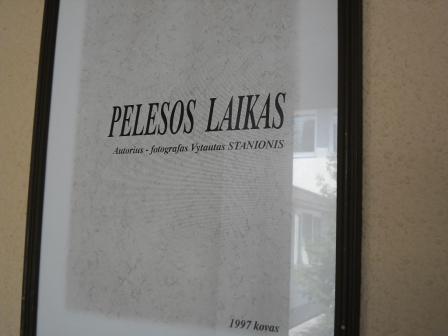 PELESOS LAIKAS
Autorius - fotografas Vytautas STANIONIS
1997 kovas